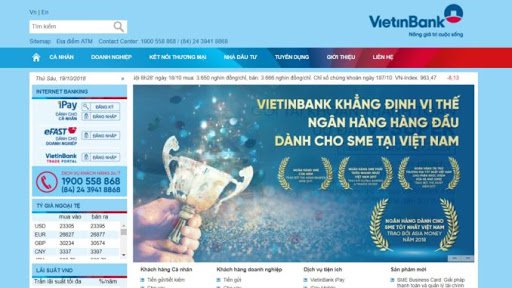 Vn | En
Tìm kiếm
Sitemap Địa điểm ATM Contact Center: 1900 558 868 / (84) 24 3941 8868
VietinBank
Nâng giá trị cuộc sống
CÁ NHÂN DOANH NGHIỆP KẾT NỐI THƯƠNG MẠI NHÀ ĐẦU TƯ TUYỂN DỤNG GIỚI THIỆU LIÊN HỆ
Thứ Sáu, 19/10/2018
lới 8h28' ngày 18/10 mua: 3.650 nghìn đồng/chỉ, bán: 3.666 nghìn đồng/chỉ. Chỉ số chứng khoán ngày 18/10: VN-Index: 963,47 -8,13
INTERNET BANKING
iPay
DÀNH CHO
CÁ NHÂN
ĐĂNG KÝ
ĐĂNG NHẬP
eFAST
DÀNH CHO
DOANH NGHIỆP
ĐĂNG NHẬP
VietinBank
TRADE PORTAL
ĐĂNG NHẬP
DỊCH VỤ KHÁCH HÀNG 24/7
1900 558 868
(84) 24 3941 8868
TỶ GIÁ NGOẠI TỆ
mua vào bán ra
USD 23395 23395
EUR 26627 26877
GBP 30234 30574
CNY 3337 3397
LÃI SUẤT VND
Trần lãi suất tối đa %/năm
VIETINBANK KHẲNG ĐỊNH VỊ THẾ
NGÂN HÀNG HÀNG ĐẦU
DÀNH CHO SME TẠI VIỆT NAM
NGÂN HÀNG DÀNH CHO
SME TỐT NHẤT VIỆT NAM
TRAO BỞI ASIA MONEY
NĂM 2018
Khách hàng Cá nhân Khách hàng doanh nghiệp Dịch vụ tiện ích Sản phẩm mới
Tiền gửi/tiết kiệm Tiền gửi VietinBank iPay SME Business Card: Giải pháp
thanh toán và quản lý tài chính